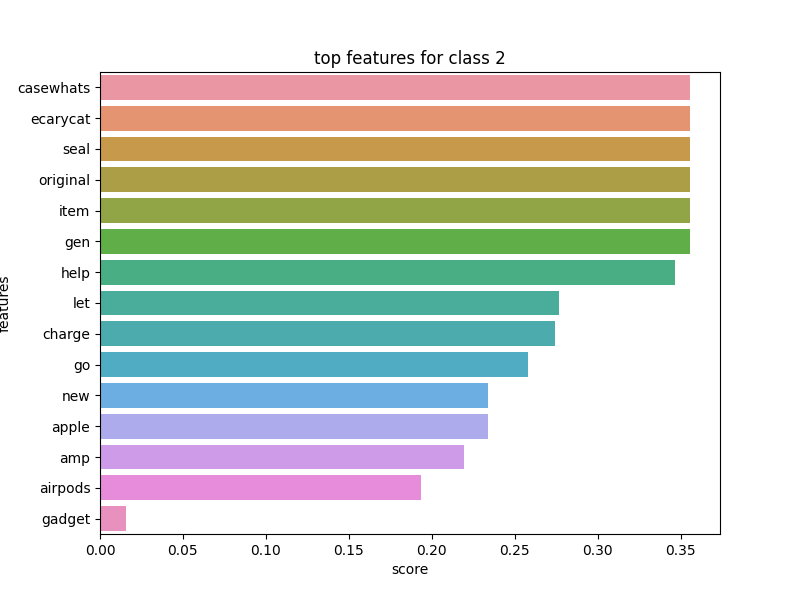 top features for class 2
casewhats
ecarycat
seal
original
item
gen
help
let
charge
go
new
apple
amp
airpods
gadget
features
0.00 0.05 0.10 0.15 0.20 0.25 0.30 0.35
score